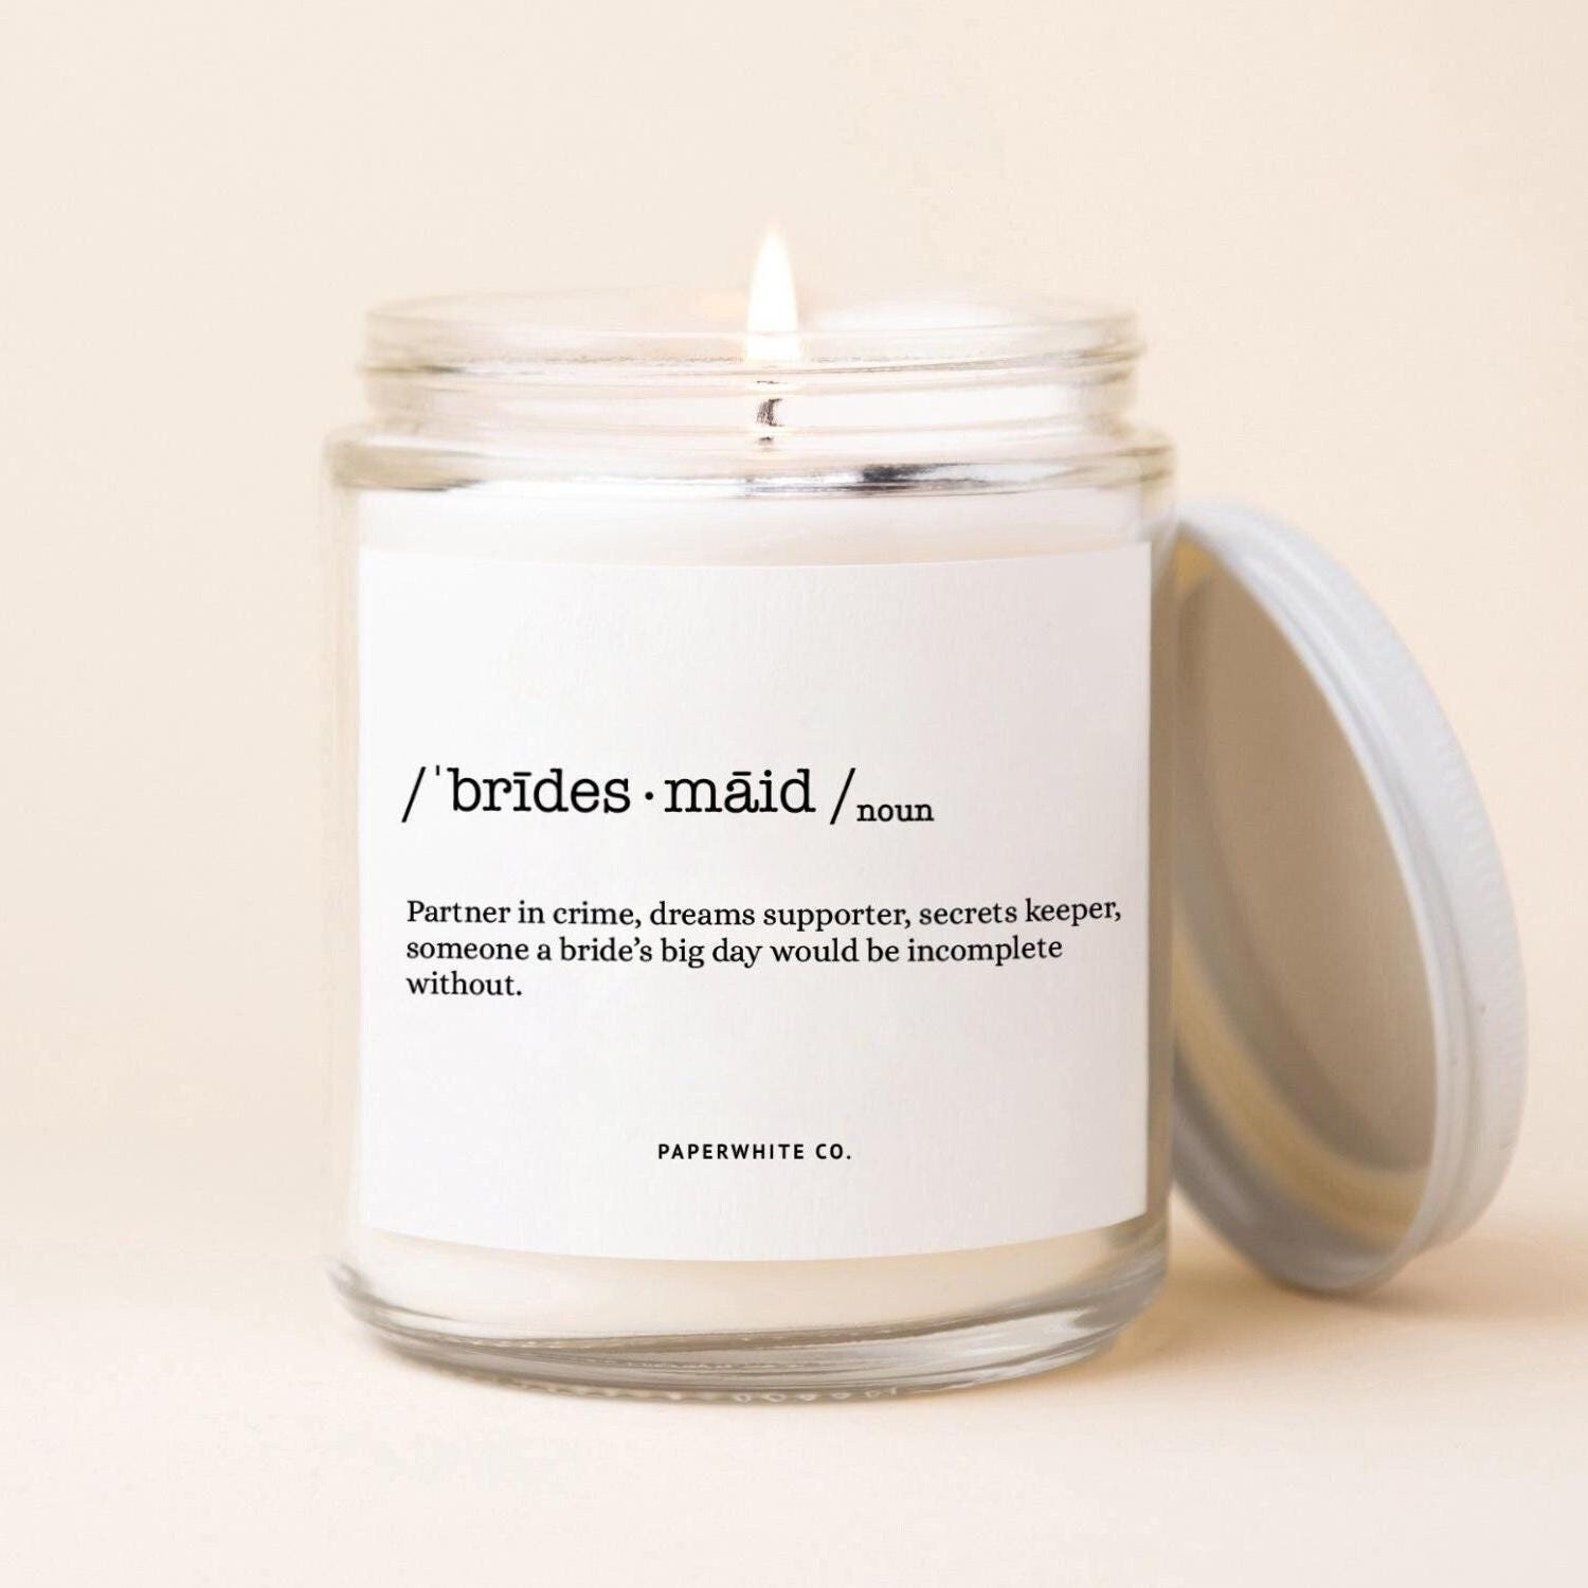 /ˈbrīdes·māid /noun
Partner in crime, dreams supporter, secrets keeper,
someone a bride’s big day would be incomplete
without.
PAPERWHITE CO.